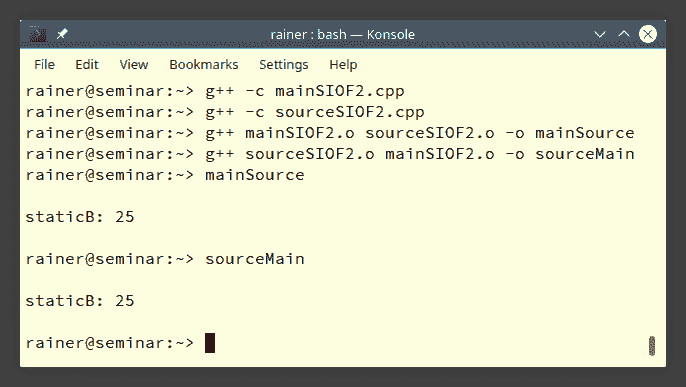 rainer : bash — Konsole
File Edit View Bookmarks Settings Help
rainer@seminar:~> g++ -c mainSIOF2.cpp
rainer@seminar:~> g++ -c sourceSIOF2.cpp
rainer@seminar:~> g++ mainSIOF2.o sourceSIOF2.o -o mainSource
rainer@seminar:~> g++ sourceSIOF2.o mainSIOF2.o -o sourceMain
rainer@seminar:~> mainSource
staticB: 25
rainer@seminar:~> sourceMain
staticB: 25
rainer@seminar:~>